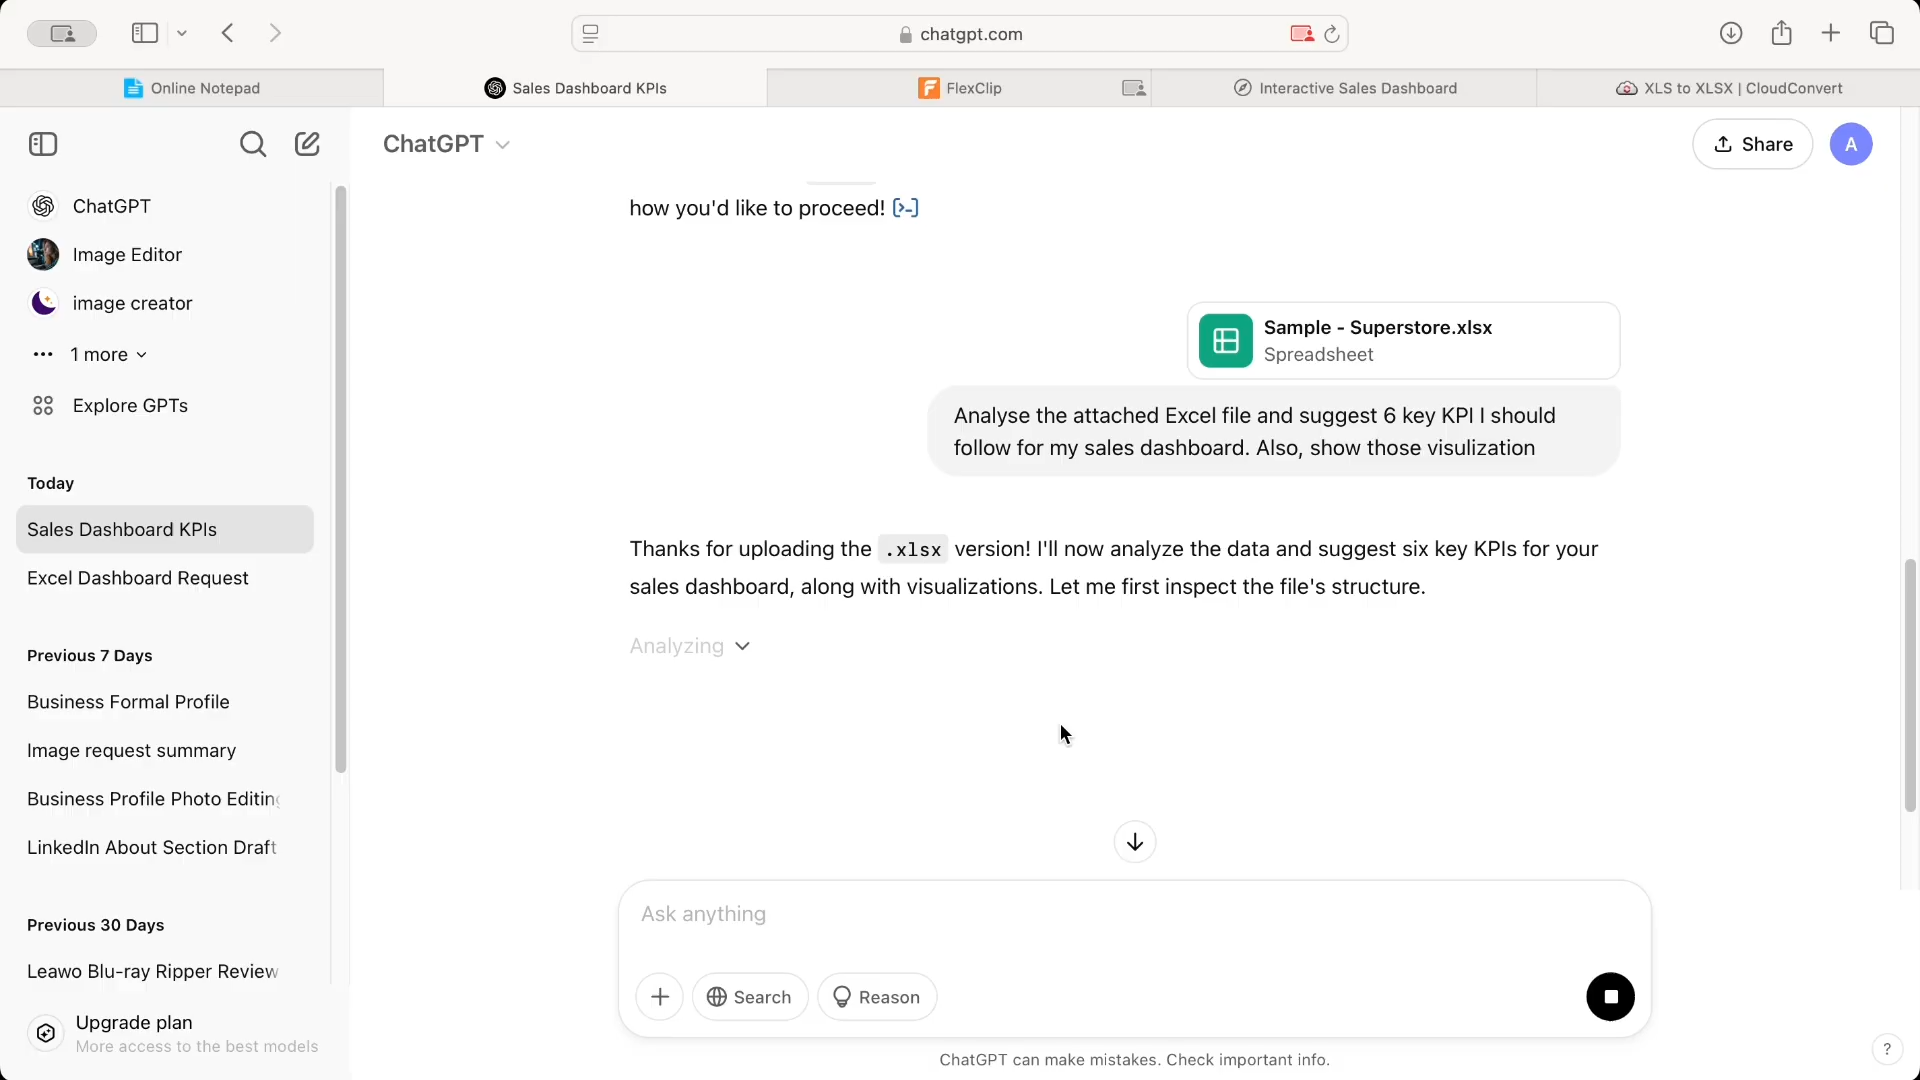 chatgpt.com
Online Notepad
Sales Dashboard KPIs
FlexClip
Interactive Sales Dashboard
XLS to XLSX | CloudConvert
ChatGPT
Share
A
ChatGPT
Image Editor
image creator
1 more
Explore GPTs
Today
Sales Dashboard KPIs
Excel Dashboard Request
Previous 7 Days
Business Formal Profile
Image request summary
Business Profile Photo Editing
LinkedIn About Section Draft
Previous 30 Days
Leawo Blu-ray Ripper Review
Upgrade plan
More access to the best models
how you'd like to proceed! [>-]
Sample - Superstore.xlsx
Spreadsheet
Analyse the attached Excel file and suggest 6 key KPI I should
follow for my sales dashboard. Also, show those visulization
Thanks for uploading the .xlsx version! I'll now analyze the data and suggest six key KPIs for your
sales dashboard, along with visualizations. Let me first inspect the file's structure.
Analyzing
Ask anything
Search
Reason
ChatGPT can make mistakes. Check important info.
?